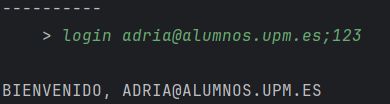 ----------
> login adria@alumnos.upm.es;123
BIENVENIDO, ADRIA@ALUMNOS.UPM.ES